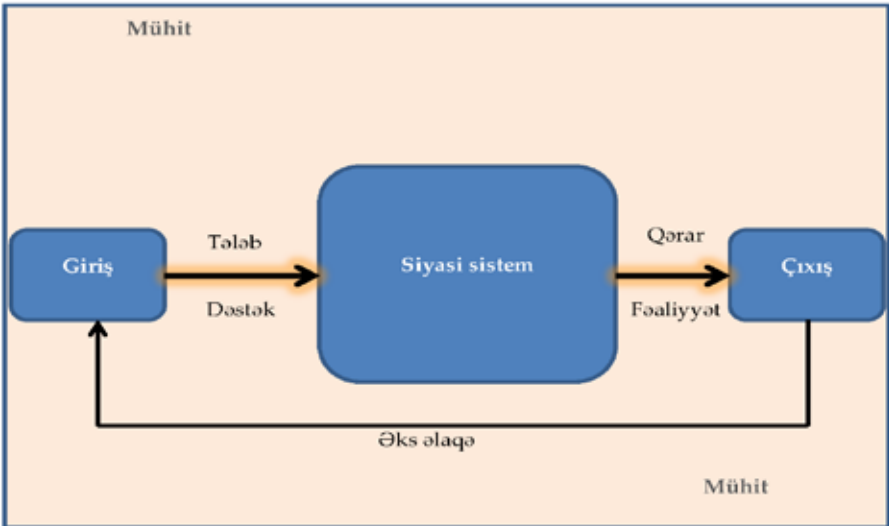 Mühit
Tələb
Qərar
Giriş
Siyasi sistem
Çıxış
Dəstək
Fəaliyyət
Əks əlaqə
Mühit